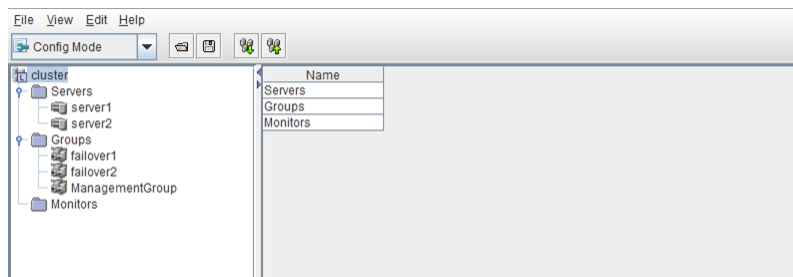 File View Edit Help
Config Mode
cluster
Servers
server1
server2
Groups
failover1
failover2
ManagementGroup
Monitors
Name
Servers
Groups
Monitors